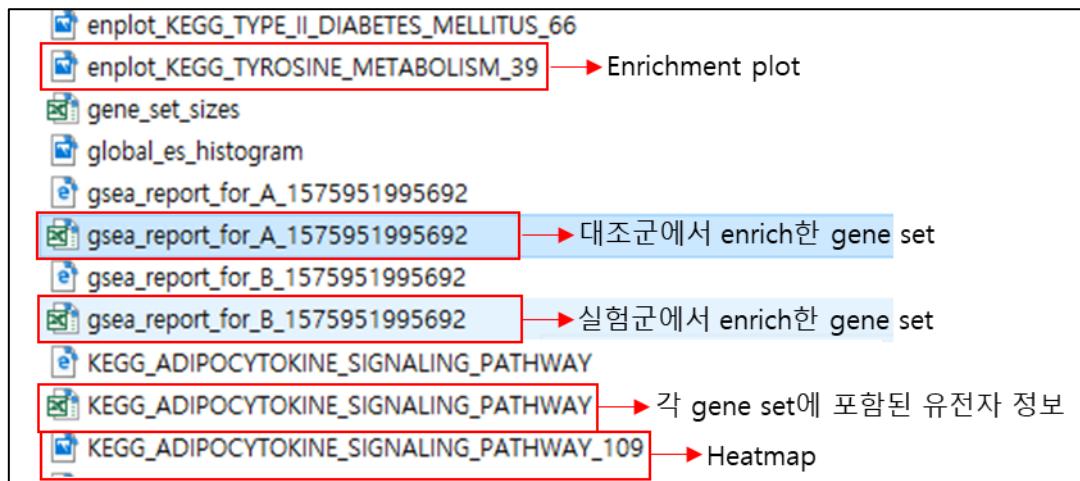 enplot_KEGG_TYPE_II_DIABETES_MELLITUS_66
enplot_KEGG_TYROSINE_METABOLISM_39 Enrichment plot
gene_set_sizes
global_es_histogram
gsea_report_for_A_1575951995692
gsea_report_for_A_1575951995692 대조군에서 enrich한 gene set
gsea_report_for_B_1575951995692
gsea_report_for_B_1575951995692 실험군에서 enrich한 gene set
KEGG_ADIPOCYTOKINE_SIGNALING_PATHWAY
KEGG_ADIPOCYTOKINE_SIGNALING_PATHWAY 각 gene set에 포함된 유전자 정보
KEGG_ADIPOCYTOKINE_SIGNALING_PATHWAY_109 Heatmap